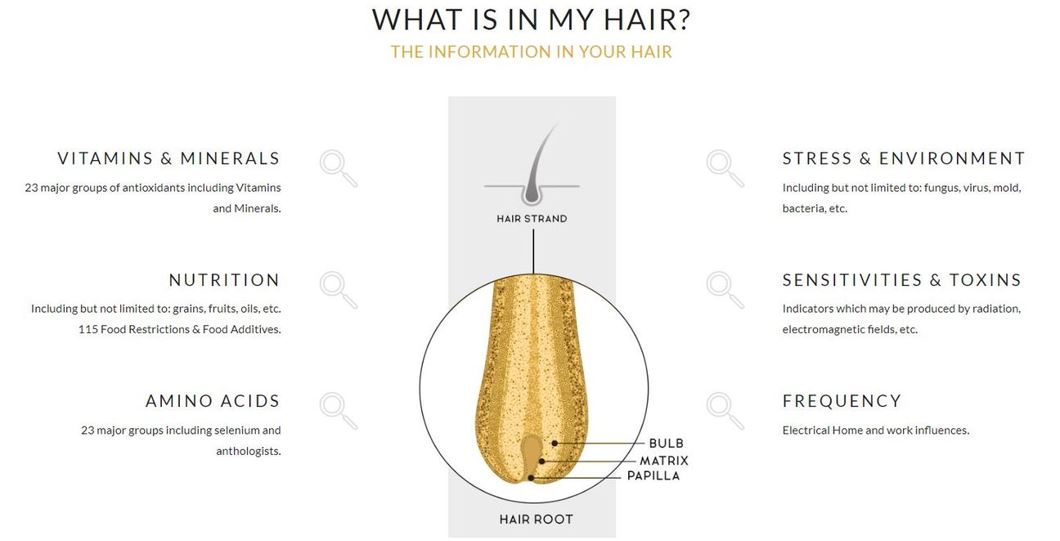 WHAT IS IN MY HAIR?
THE INFORMATION IN YOUR HAIR
VITAMINS & MINERALS
23 major groups of antioxidants including Vitamins
and Minerals.
NUTRITION
Including but not limited to: grains, fruits, oils, etc.
115 Food Restrictions & Food Additives.
AMINO ACIDS
23 major groups including selenium and
anthologists.
HAIR STRAND
BULB
MATRIX
PAPILLA
HAIR ROOT
STRESS & ENVIRONMENT
Including but not limited to: fungus, virus, mold,
bacteria, etc.
SENSITIVITIES & TOXINS
Indicators which may be produced by radiation,
electromagnetic fields, etc.
FREQUENCY
Electrical Home and work influences.